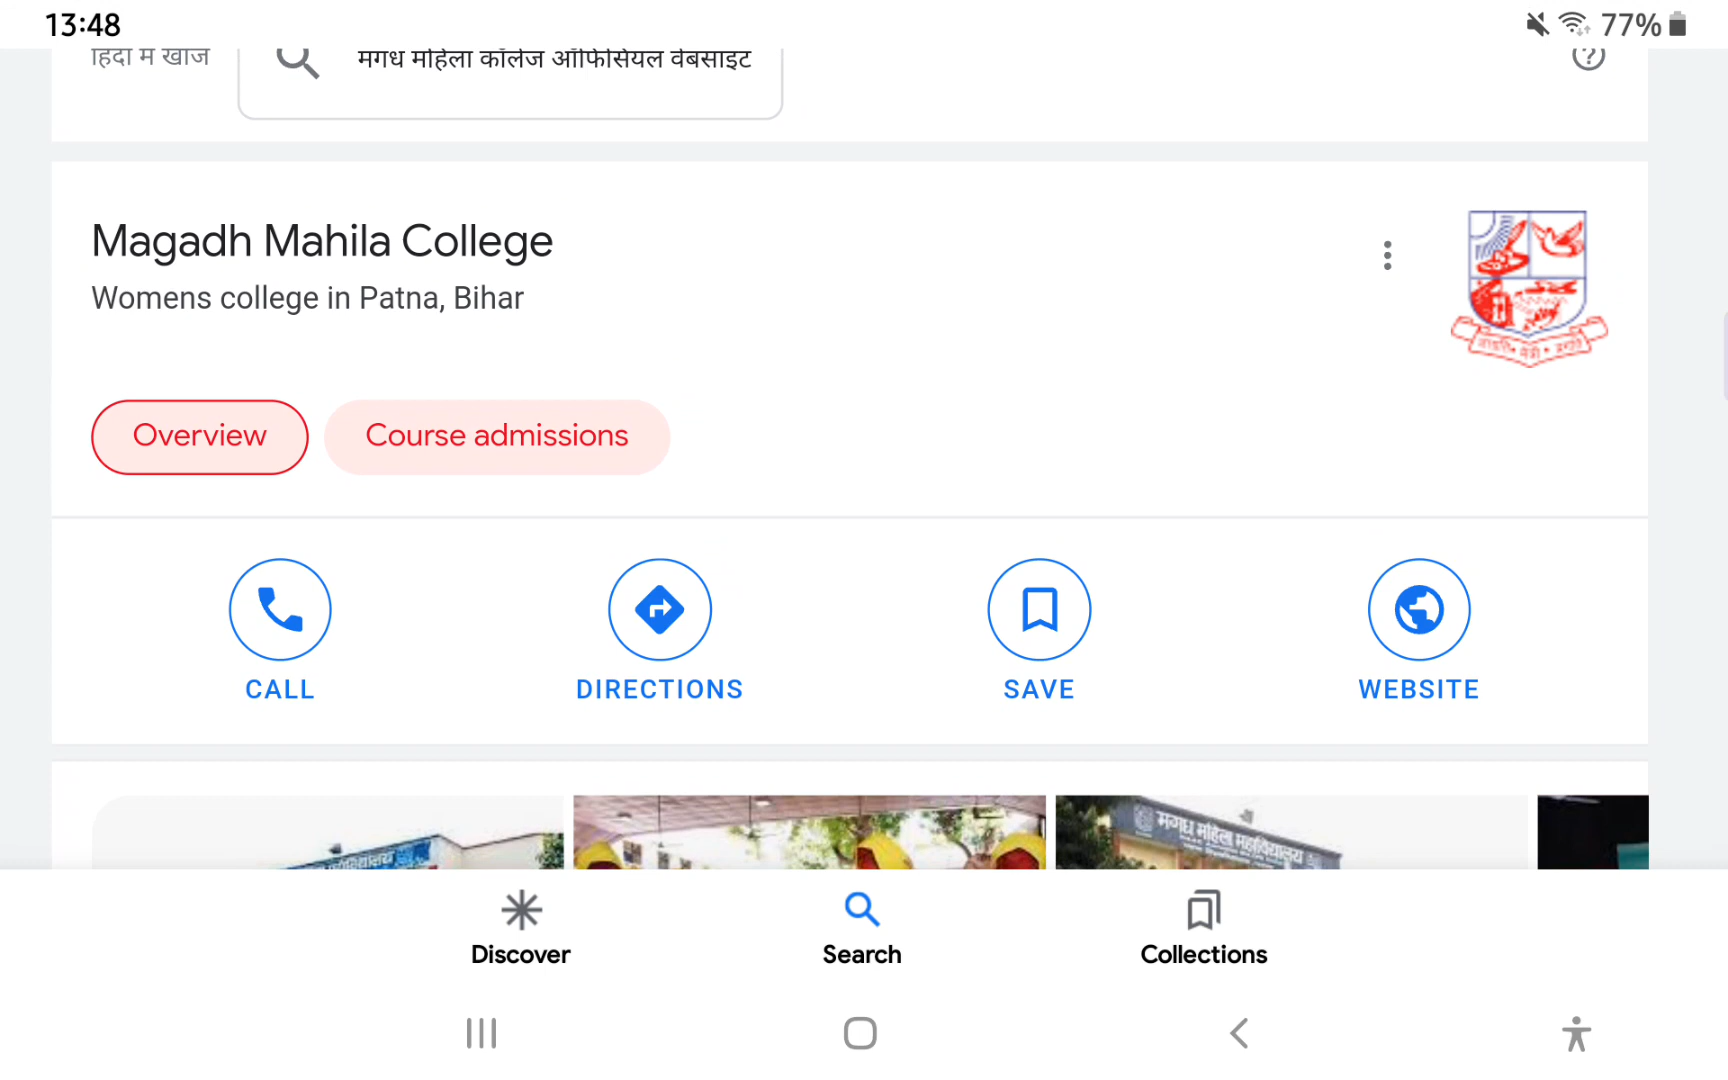 13:48
77%
हिंदी में खोजें
मगध महिला कॉलेज ऑफिसियल वेबसाइट
Magadh Mahila College
Womens college in Patna, Bihar
Overview
Course admissions
CALL
DIRECTIONS
SAVE
WEBSITE
मगध महिला महाविद्यालय
Discover
Search
Collections